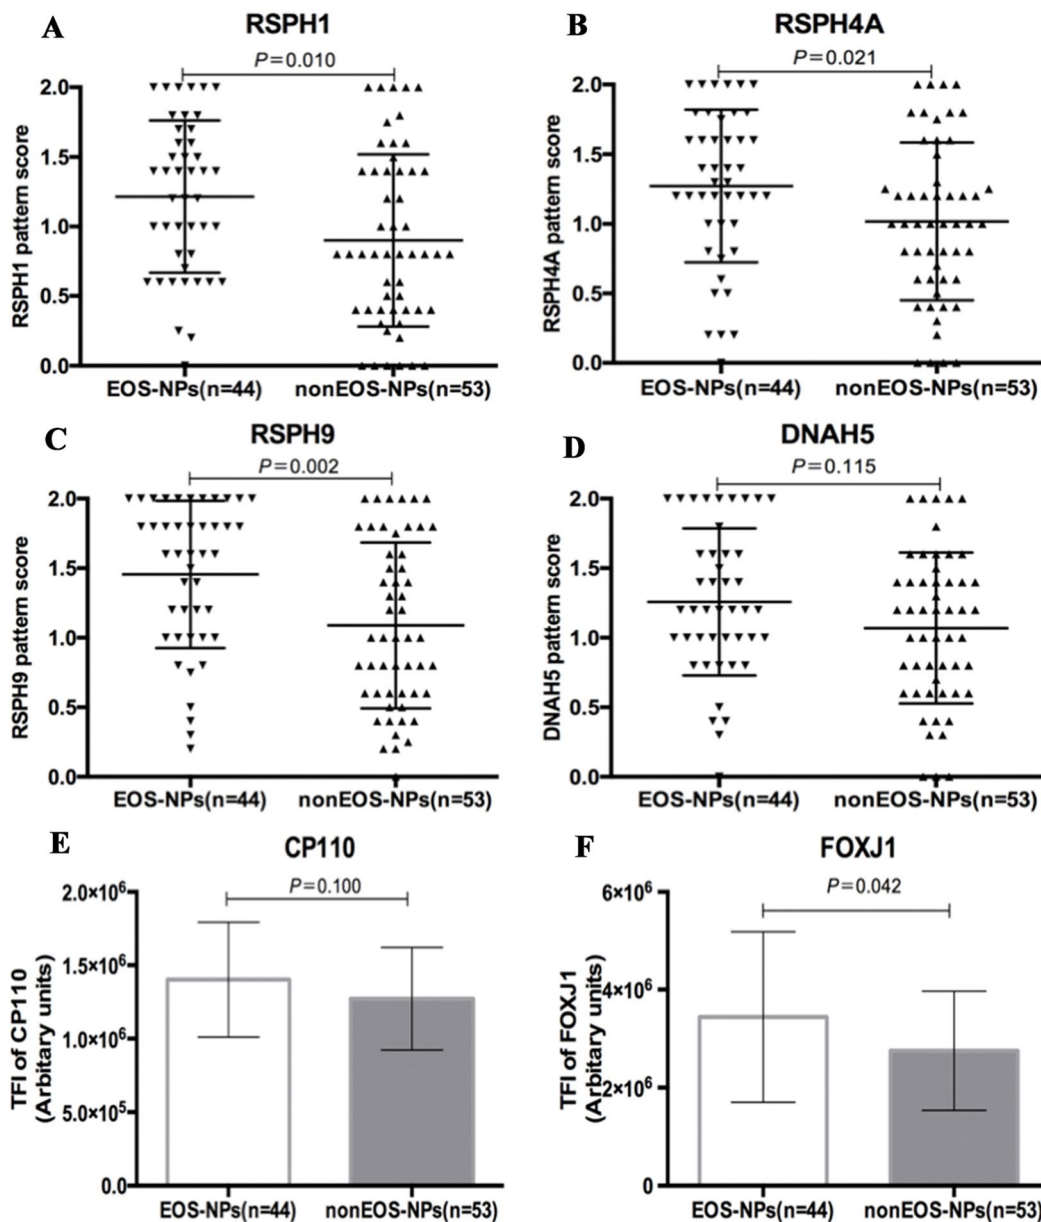 A
RSPH1
P=0.010
RSPH1 pattern score
2.0
1.5
1.0
0.5
0.0
EOS-NPs(n=44)
nonEOS-NPs(n=53)
B
RSPH4A
P=0.021
RSPH4A pattern score
2.0
1.5
1.0
0.5
0.0
EOS-NPs(n=44)
nonEOS-NPs(n=53)
C
RSPH9
P=0.002
RSPH9 pattern score
2.0
1.5
1.0
0.5
0.0
EOS-NPs(n=44)
nonEOS-NPs(n=53)
D
DNAH5
P=0.115
DNAH5 pattern score
2.0
1.5
1.0
0.5
0.0
EOS-NPs(n=44)
nonEOS-NPs(n=53)
E
CP110
P=0.100
TFI of CP110
(Arbitary units)
2.0×10⁶
1.5×10⁶
1.0×10⁶
5.0×10⁵
0.0
EOS-NPs(n=44)
nonEOS-NPs(n=53)
F
FOXJ1
P=0.042
TFI of FOXJ1
(Arbitary units)
6×10⁶
4×10⁶
2×10⁶
0
EOS-NPs(n=44)
nonEOS-NPs(n=53)